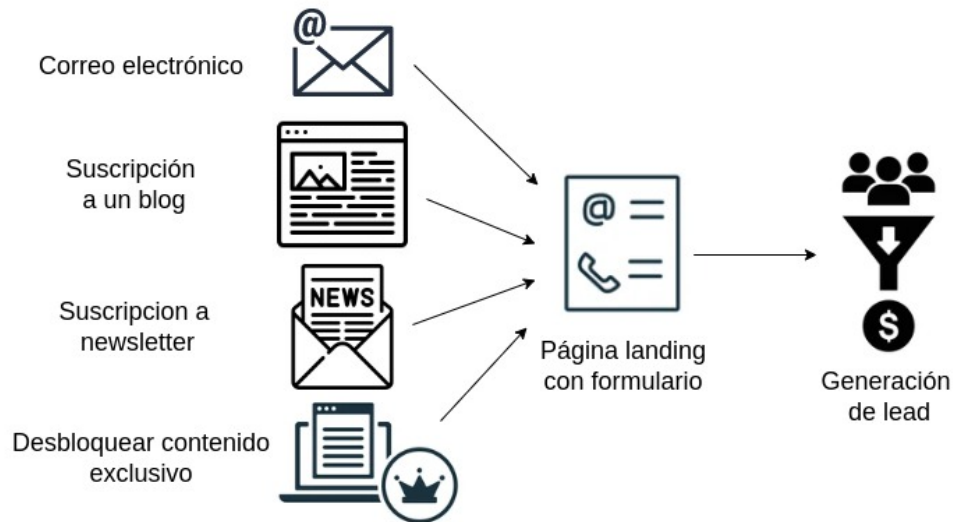 @
Correo electrónico
Suscripción
a un blog
NEWS
Suscripcion a
newsletter
Desbloquear contenido
exclusivo
@
Página landing
con formulario
$
Generación
de lead